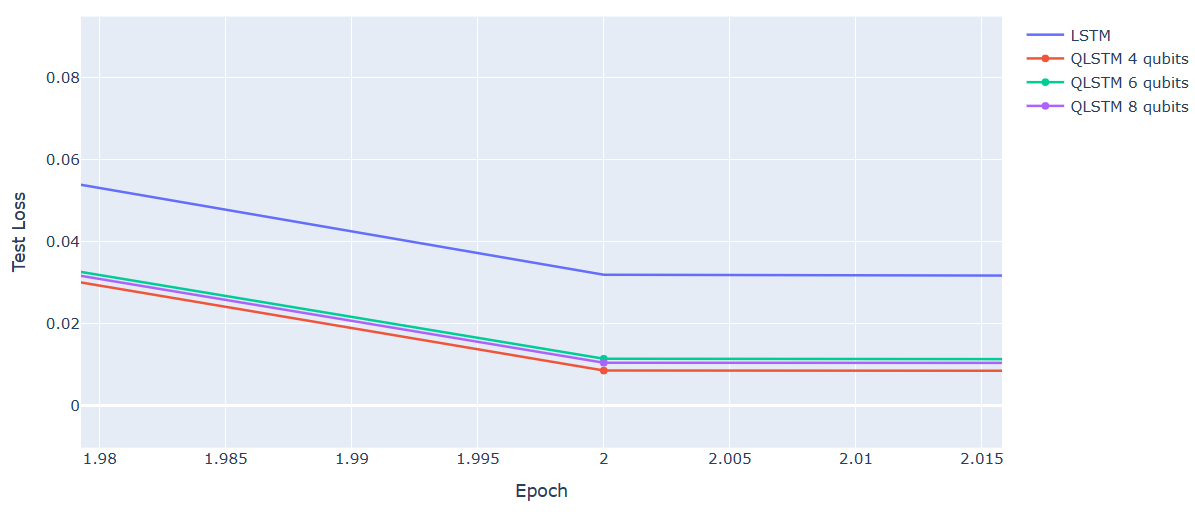 LSTM
QLSTM 4 qubits
QLSTM 6 qubits
QLSTM 8 qubits
Test Loss
0.08
0.06
0.04
0.02
0
1.98 1.985 1.99 1.995 2 2.005 2.01 2.015
Epoch